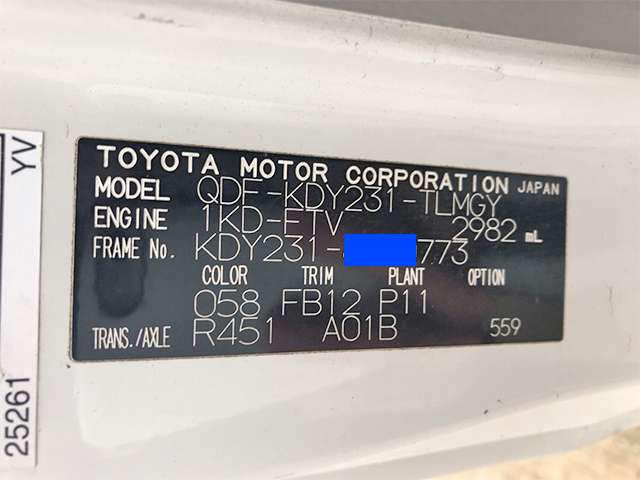 TOYOTA MOTOR CORPORATION JAPAN
MODEL QDF-KDY231-TLMGY
ENGINE 1KD-FTV 2982 mL
FRAME No. KDY231-773
COLOR TRIM PLANT OPTION
058 FB12 P11
TRANS./AXLE R451 A01B 559
25261 YV